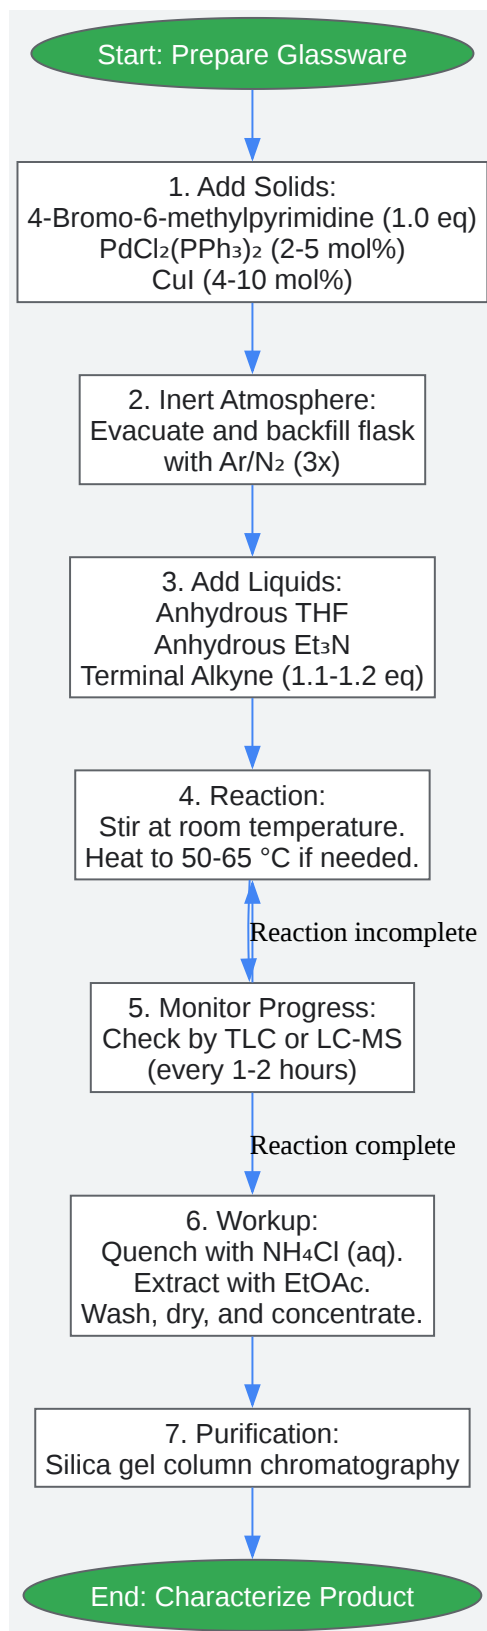 Start: Prepare Glassware
1. Add Solids:
4-Bromo-6-methylpyrimidine (1.0 eq)
PdCl₂(PPh₃)₂ (2-5 mol%)
CuI (4-10 mol%)
2. Inert Atmosphere:
Evacuate and backfill flask
with Ar/N₂ (3x)
3. Add Liquids:
Anhydrous THF
Anhydrous Et₃N
Terminal Alkyne (1.1-1.2 eq)
4. Reaction:
Stir at room temperature.
Heat to 50-65 °C if needed.
Reaction incomplete
5. Monitor Progress:
Check by TLC or LC-MS
(every 1-2 hours)
Reaction complete
6. Workup:
Quench with NH₄Cl (aq).
Extract with EtOAc.
Wash, dry, and concentrate.
7. Purification:
Silica gel column chromatography
End: Characterize Product